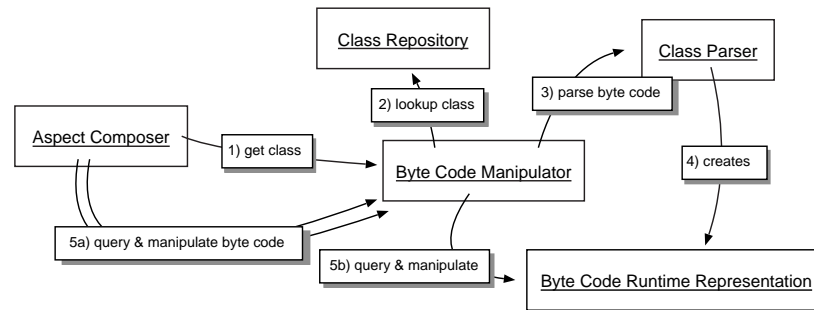 Class Repository
Class Parser
2) lookup class
3) parse byte code
Aspect Composer
1) get class
Byte Code Manipulator
4) creates
5a) query & manipulate byte code
5b) query & manipulate
Byte Code Runtime Representation